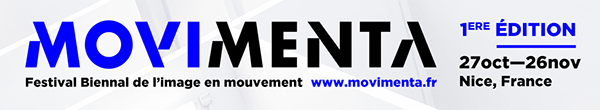 MOVIMENTA
Festival Biennal de l'image en mouvement www.movimenta.fr
1ERE ÉDITION
27oct—26nov
Nice, France